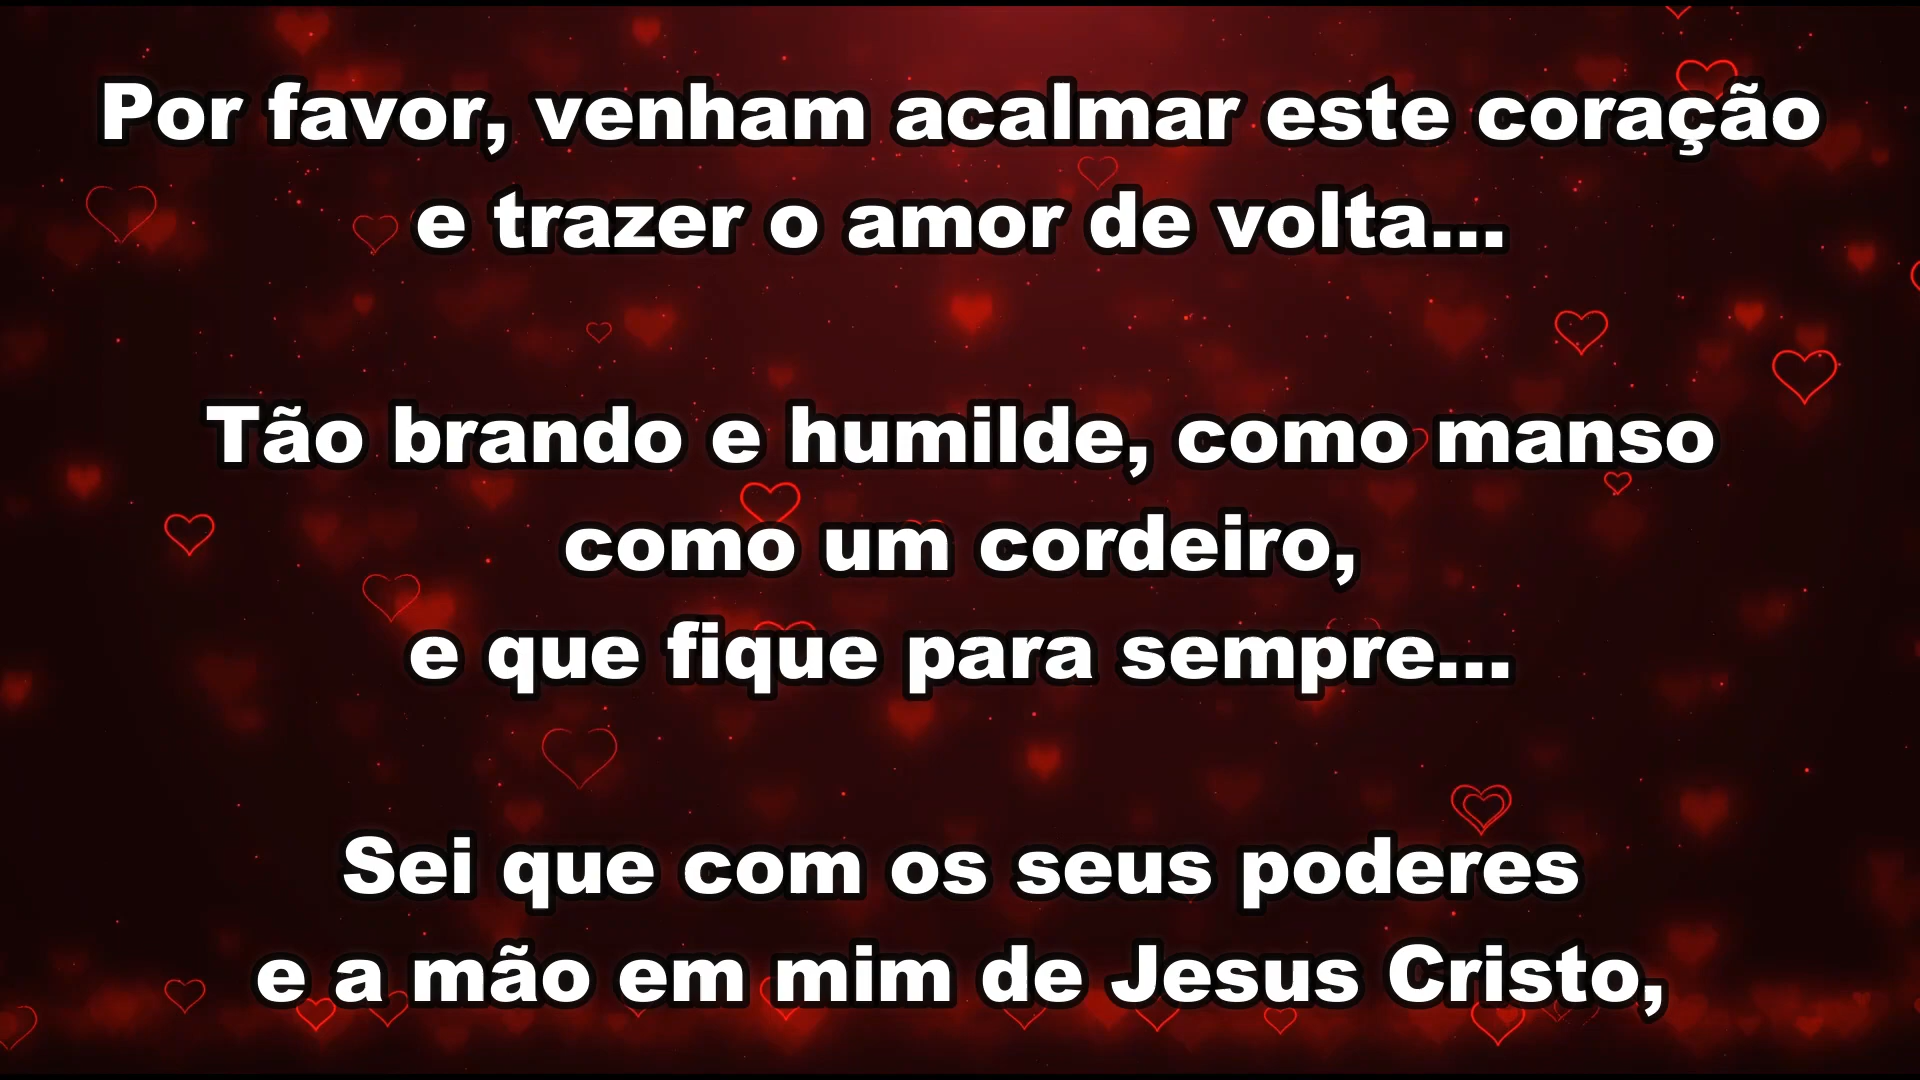 Por favor, venham acalmar este coração
e trazer o amor de volta...
Tão brando e humilde, como manso
como um cordeiro,
e que fique para sempre...
Sei que com os seus poderes
e a mão em mim de Jesus Cristo,